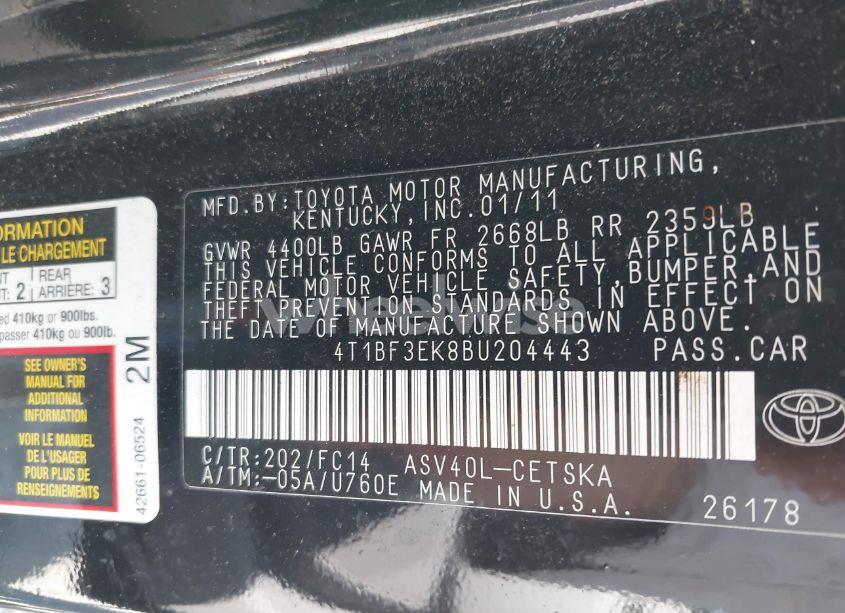 ORMATION
LE CHARGEMENT
REAR
2 ARRIÈRE: 3
ed 410kg or 900lbs.
passer 410kg ou 900lb.
SEE OWNER'S
MANUAL FOR
ADDITIONAL
INFORMATION
VOIR LE MANUEL
DE L'USAGER
POUR PLUS DE
RENSEIGNEMENTS
2M
42661-06524
MFD.BY:TOYOTA MOTOR MANUFACTURING,
KENTUCKY,INC.01/11
GVWR 4400LB GAWR FR 2668LB RR 2359LB
THIS VEHICLE CONFORMS TO ALL APPLICABLE
FEDERAL MOTOR VEHICLE SAFETY,BUMPER,AND
THEFT PREVENTION STANDARDS IN EFFECT ON
THE DATE OF MANUFACTURE SHOWN ABOVE.
4T1BF3EK8BU204443 PASS.CAR
C/TR:202/FC14 ASV40L-CETSKA
A/TM:-05A/U760E MADE IN U.S.A.
26178